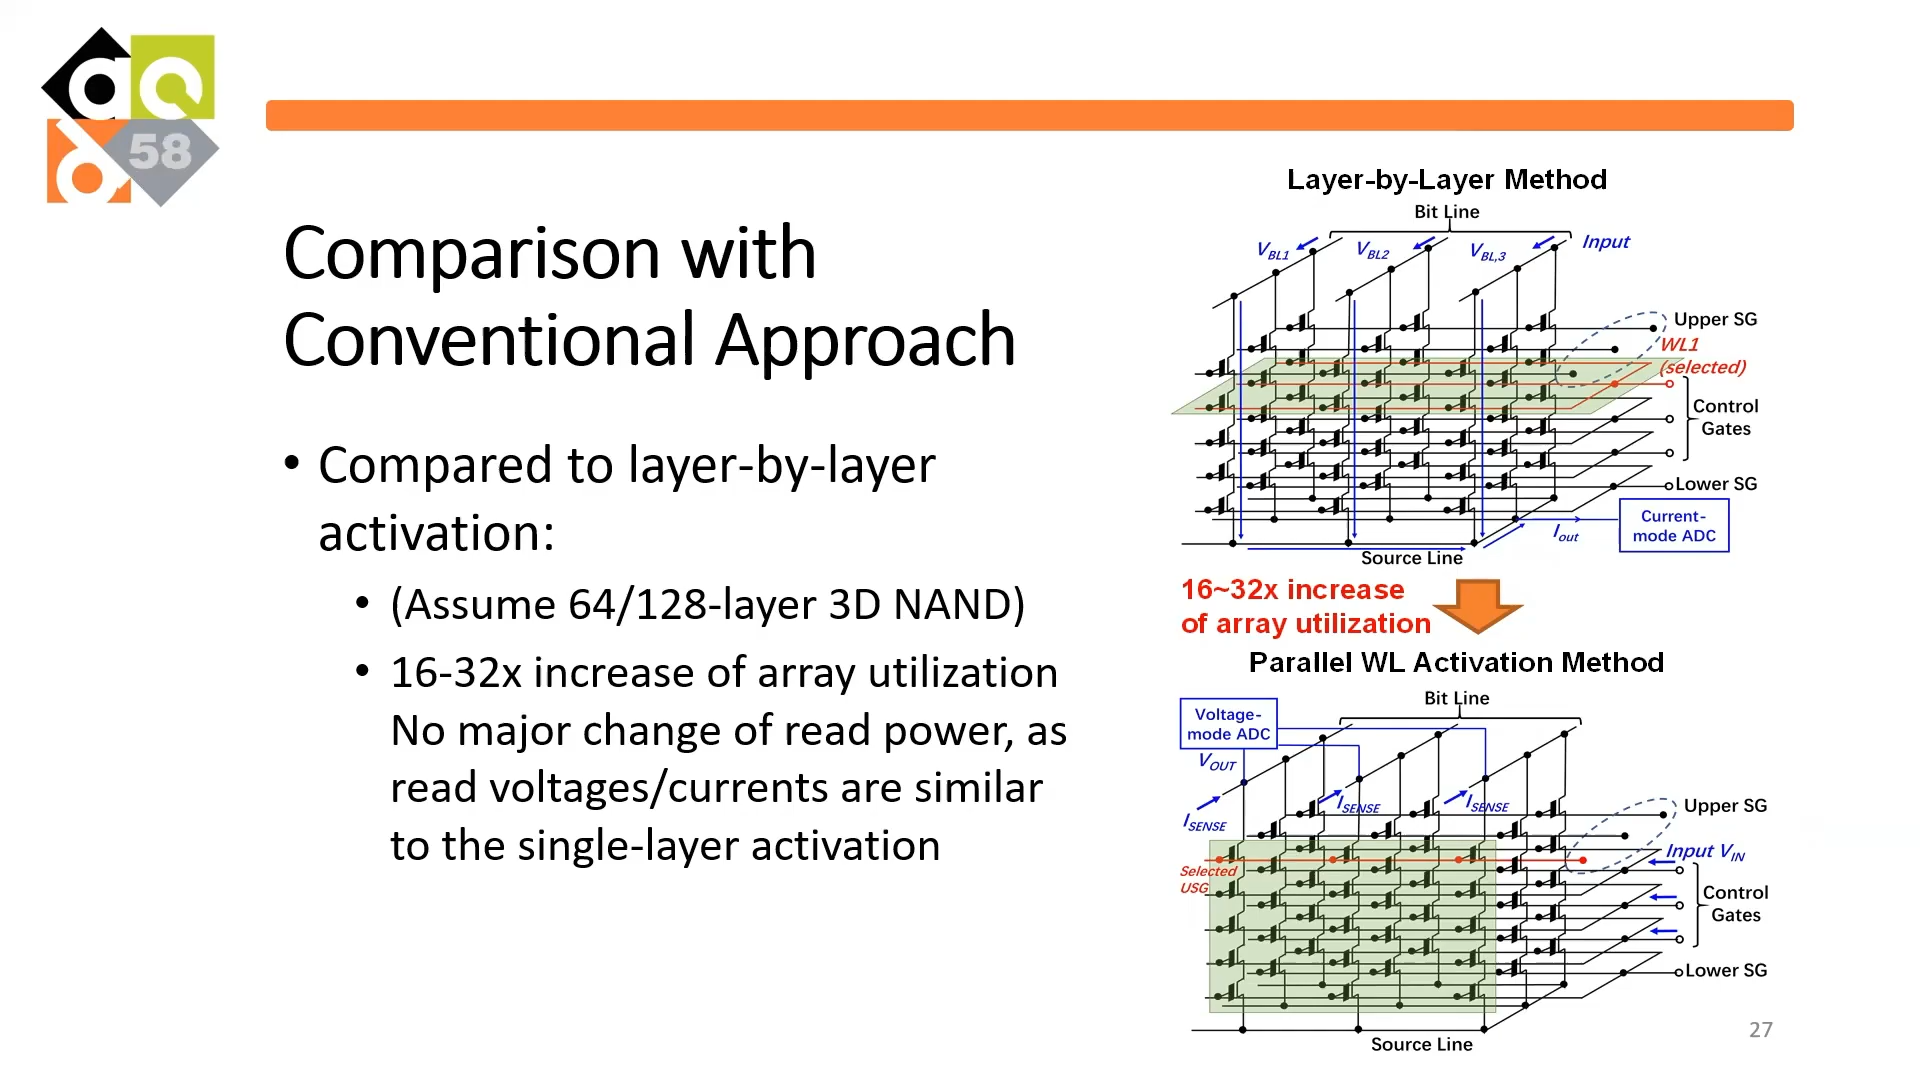 58
Comparison with
Conventional Approach
• Compared to layer-by-layer
activation:
• (Assume 64/128-layer 3D NAND)
• 16-32x increase of array utilization
No major change of read power, as
read voltages/currents are similar
to the single-layer activation
Layer-by-Layer Method
Bit Line
VBL1
VBL2
VBL,3
Input
Upper SG
WL1
(selected)
Control
Gates
Lower SG
Current-
mode ADC
Iout
Source Line
16~32x increase
of array utilization
Parallel WL Activation Method
Bit Line
Voltage-
mode ADC
VOUT
ISENSE
ISENSE
ISENSE
Upper SG
Input VIN
Selected
USG
Control
Gates
Lower SG
Source Line
27